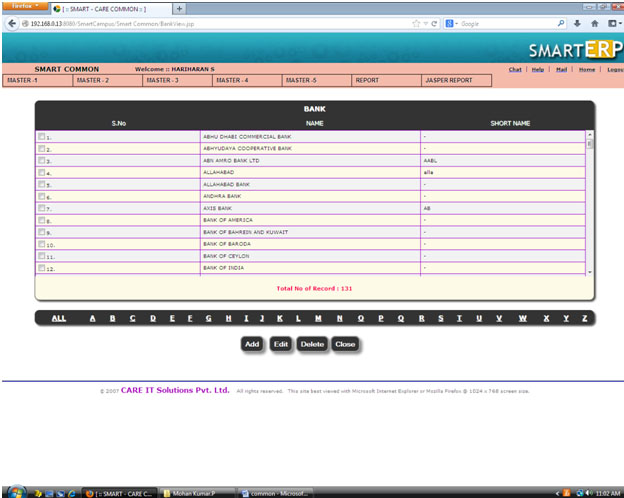 Firefox
[ :: SMART - CARE COMMON :: ]
+
192.168.0.13:8080/SmartCampus/Smart Common/BankView.jsp
Google
SMARTERP
SMART COMMON Welcome :: HARIHARAN S
Chat | Help | Mail | Home | Logout
MASTER -1 MASTER - 2 MASTER - 3 MASTER - 4 MASTER -5 REPORT JASPER REPORT
BANK
S.No NAME SHORT NAME
1. ABHU DHABI COMMERCIAL BANK -
2. ABHYUDAYA COOPERATIVE BANK -
3. ABN AMRO BANK LTD AABL
4. ALLAHABAD alla
5. ALLAHABAD BANK -
6. ANDHRA BANK -
7. AXIS BANK AB
8. BANK OF AMERICA -
9. BANK OF BAHREIN AND KUWAIT -
10. BANK OF BARODA -
11. BANK OF CEYLON -
12. BANK OF INDIA -
Total No of Record : 131
ALL A B C D E F G H I J K L M N O P Q R S T U V W X Y Z
Add Edit Delete Close
© 2007 CARE IT Solutions Pvt. Ltd. All rights reserved. This site best viewed with Microsoft Internet Explorer or Mozilla Firefox @ 1024 x 768 screen size.
[ :: SMART - CARE C... Mohan Kumar.P common - Microsof... 11:02 AM